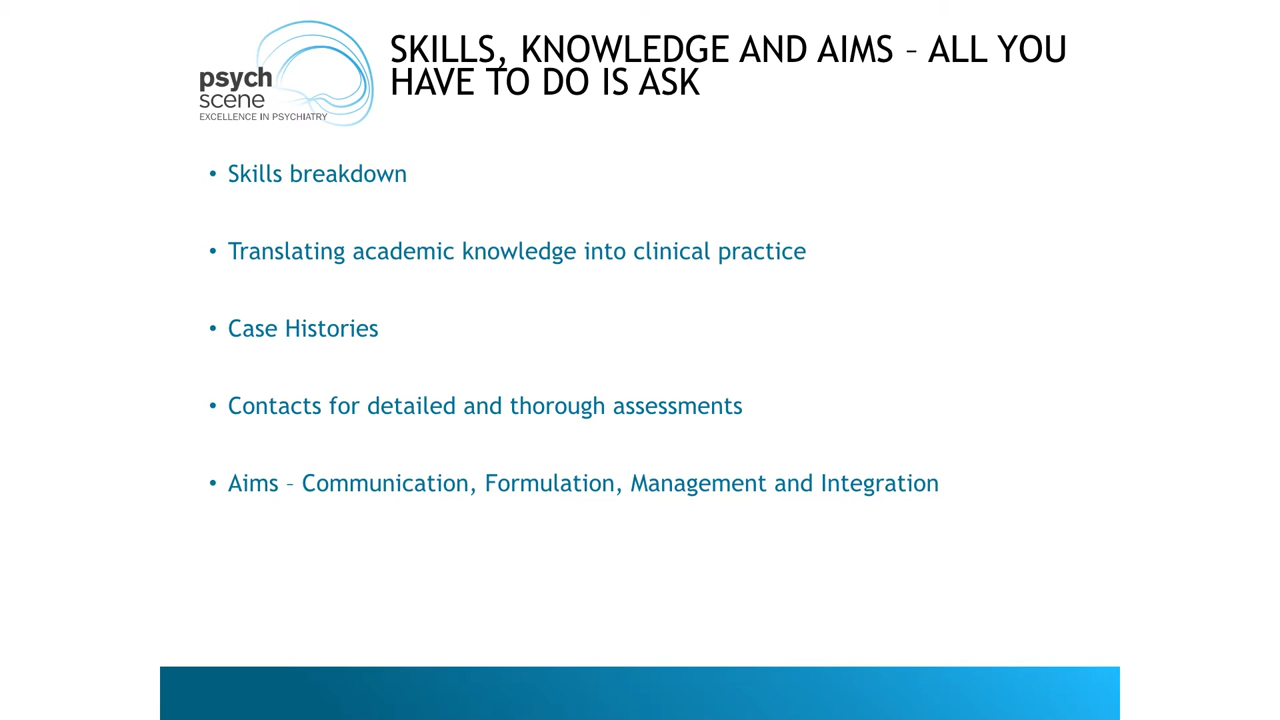 psych
scene
EXCELLENCE IN PSYCHIATRY
SKILLS, KNOWLEDGE AND AIMS – ALL YOU
HAVE TO DO IS ASK
• Skills breakdown
• Translating academic knowledge into clinical practice
• Case Histories
• Contacts for detailed and thorough assessments
• Aims – Communication, Formulation, Management and Integration